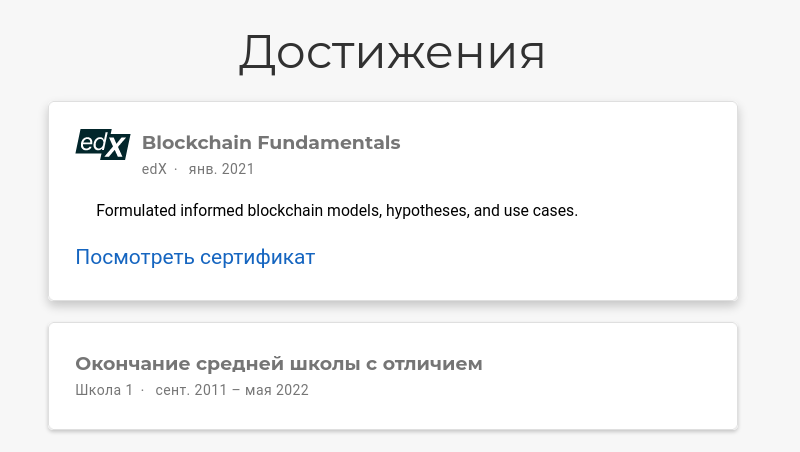 Достижения
edX
Blockchain Fundamentals
edX · янв. 2021
Formulated informed blockchain models, hypotheses, and use cases.
Посмотреть сертификат
Окончание средней школы с отличием
Школа 1 · сент. 2011 – мая 2022